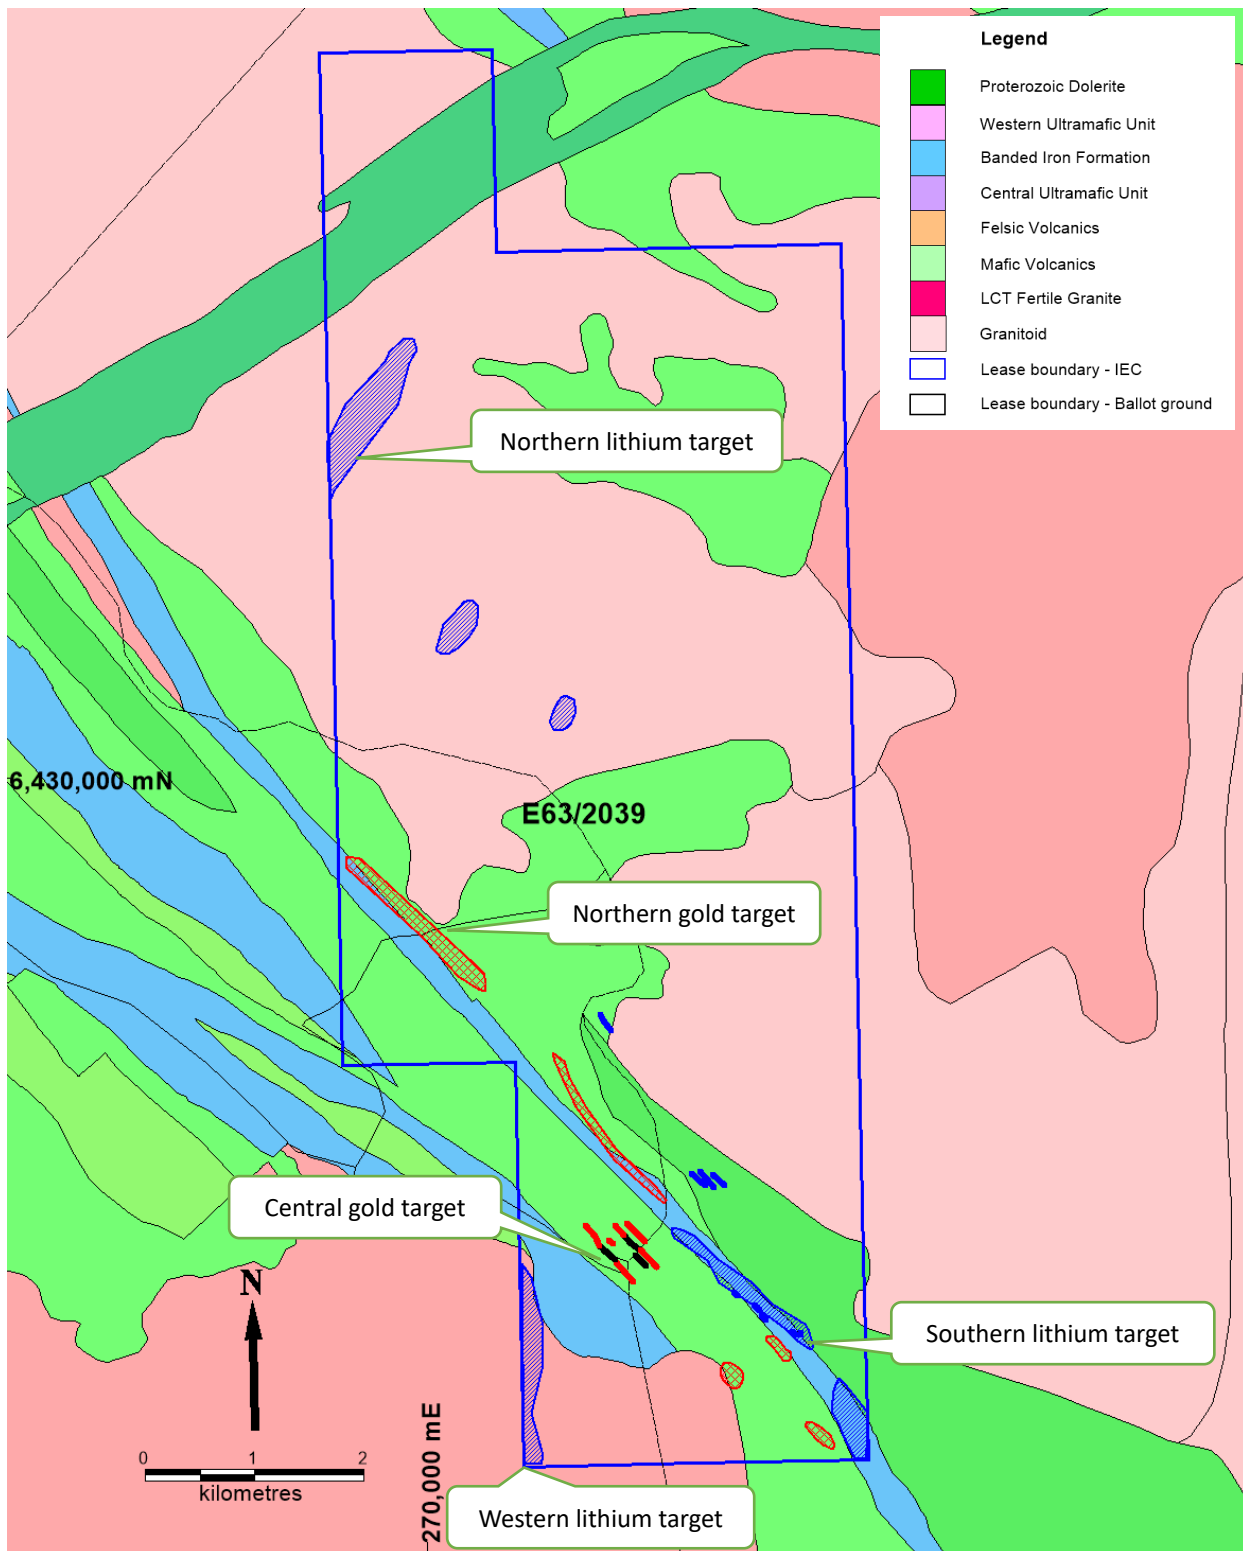 Legend
Proterozoic Dolerite
Western Ultramafic Unit
Banded Iron Formation
Central Ultramafic Unit
Felsic Volcanics
Mafic Volcanics
LCT Fertile Granite
Granitoid
Lease boundary - IEC
Lease boundary - Ballot ground
Northern lithium target
6,430,000 mN
E63/2039
Northern gold target
Central gold target
N
Southern lithium target
270,000 mE
0 1 2
kilometres
Western lithium target